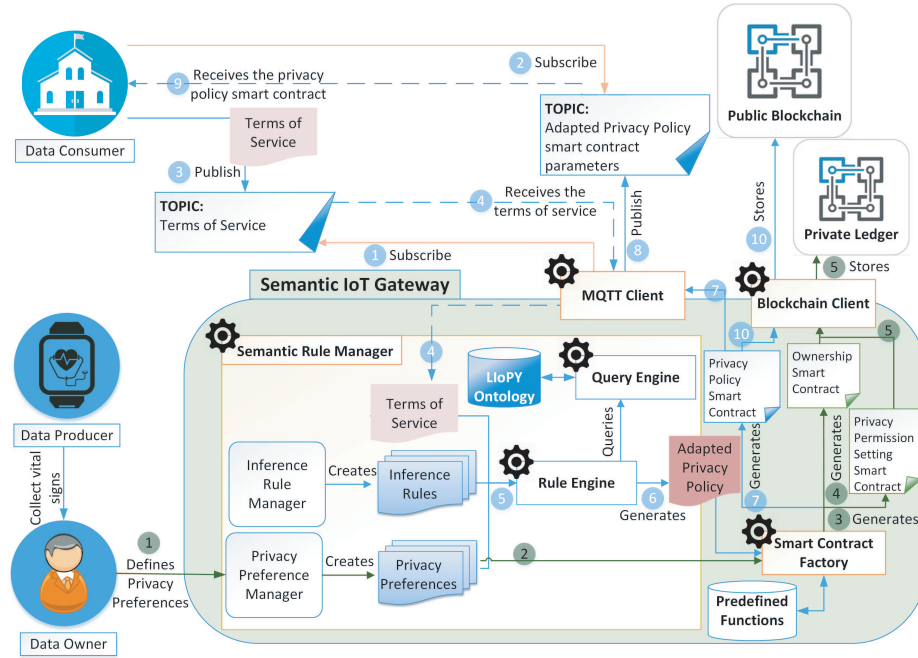 2
Subscribe
9
Receives the privacy
policy smart contract
Public Blockchain
TOPIC:
Adapted Privacy Policy
smart contract
parameters
Data Consumer
Terms of
Service
3
Publish
TOPIC:
Terms of Service
4
Receives the
terms of service
Publish
8
Stores
10
Private Ledger
1
Subscribe
5
Stores
Semantic IoT Gateway
MQTT Client
7
Blockchain Client
Semantic Rule Manager
4
10
5
LIoPY
Ontology
Query Engine
Privacy
Policy
Smart
Contract
Ownership
Smart
Contract
Terms of
Service
Queries
Data Producer
Collect vital
signs
Inference
Rule
Manager
Creates
Inference
Rules
5
Rule Engine
6
Generates
Adapted
Privacy
Policy
Generates
7
Generates
4
Privacy
Permission
Setting
Smart
Contract
3
Generates
1
Defines
Privacy
Preferences
Privacy
Preference
Manager
Creates
Privacy
Preferences
2
Smart Contract
Factory
Predefined
Functions
Data Owner